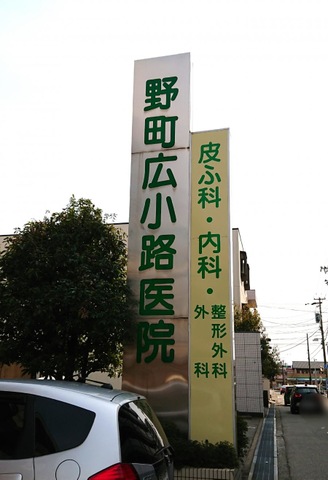 野町広小路医院
皮ふ科・内科・
整形外科
外科